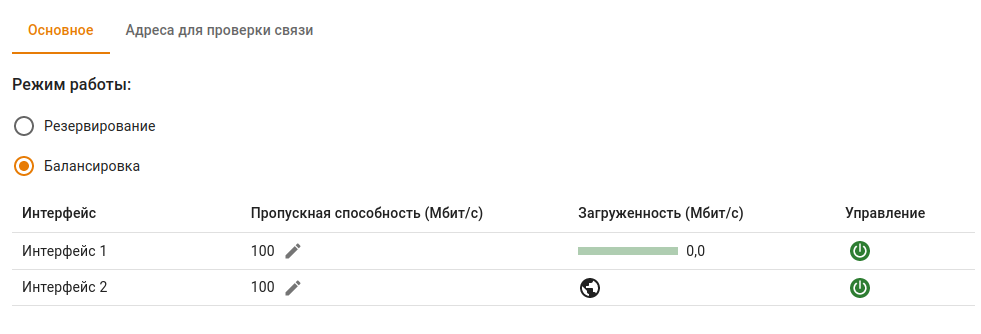 Основное Адреса для проверки связи
Режим работы:
Резервирование
Балансировка
Интерфейс Пропускная способность (Мбит/с) Загруженность (Мбит/с) Управление
Интерфейс 1 100 0,0
Интерфейс 2 100